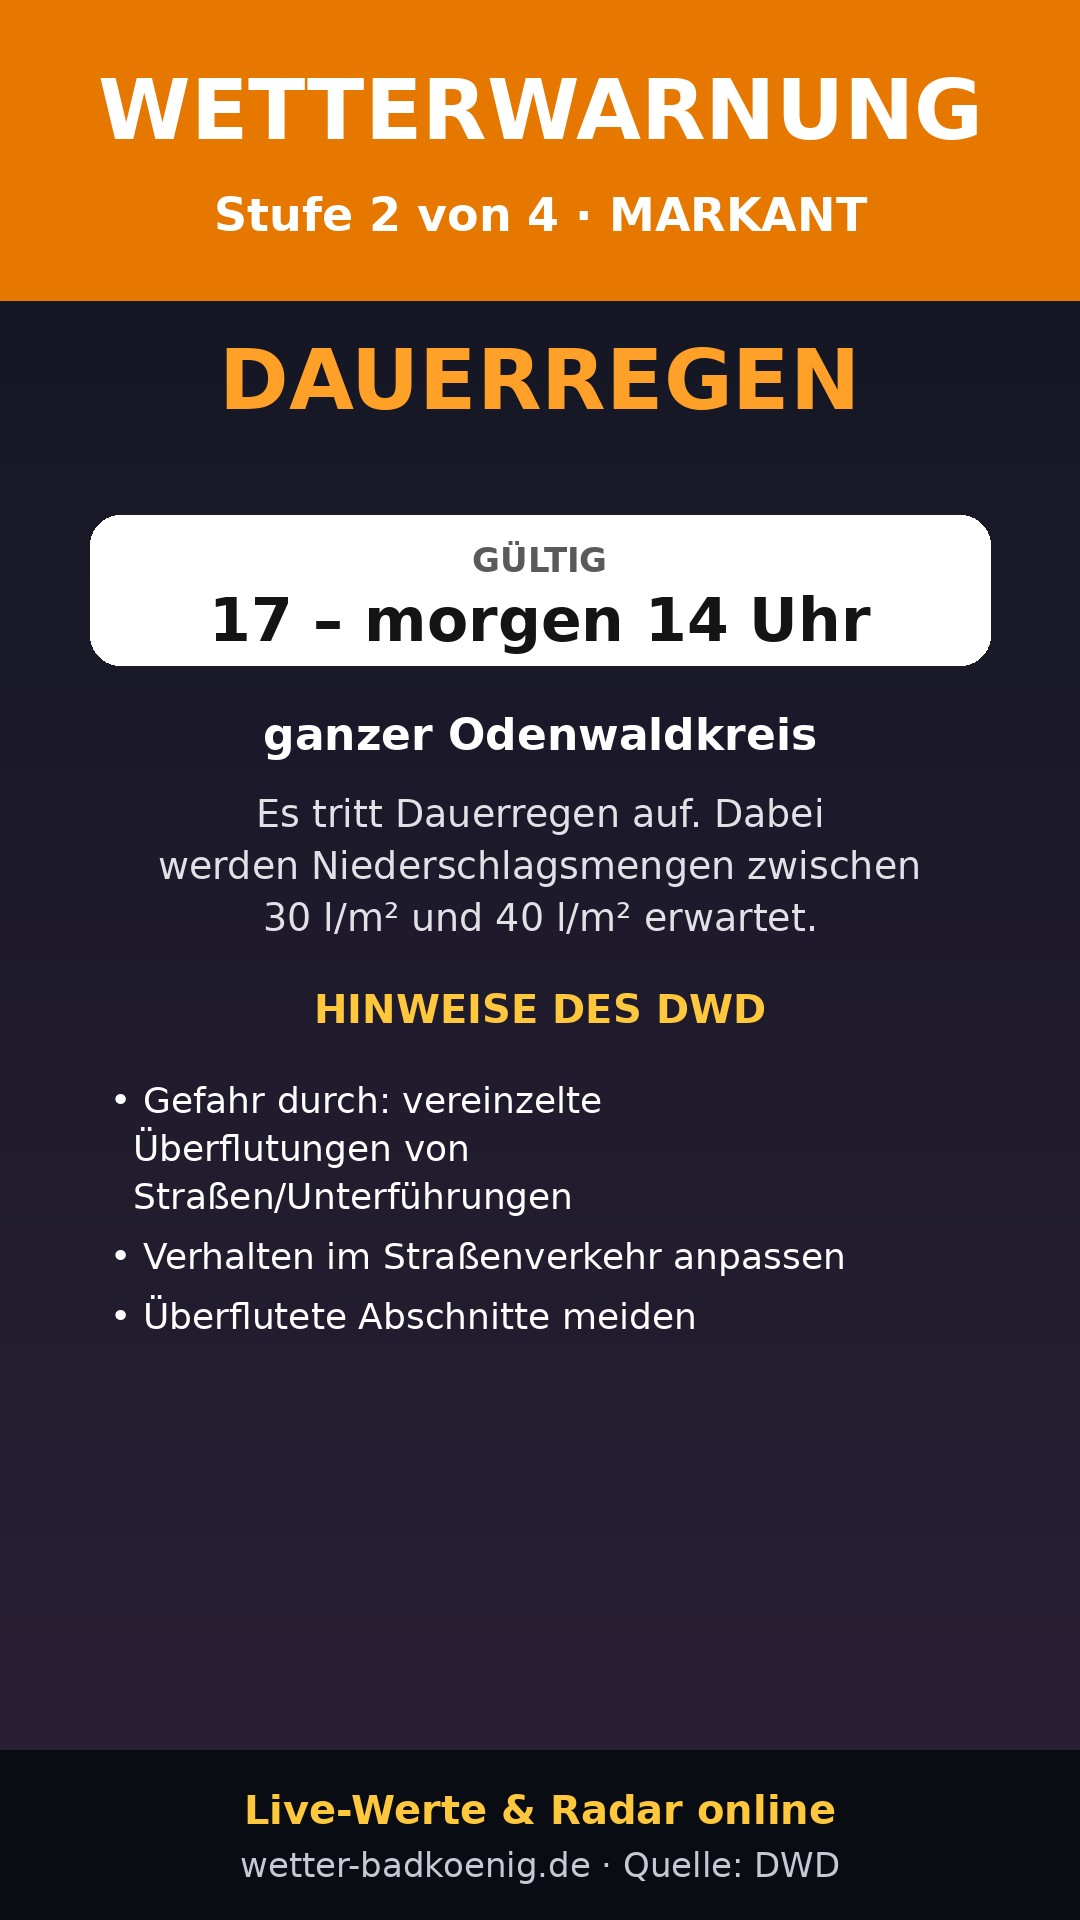 WETTERWARNUNG
Stufe 2 von 4 · MARKANT
DAUERREGEN
GÜLTIG
17 – morgen 14 Uhr
ganzer Odenwaldkreis
Es tritt Dauerregen auf. Dabei
werden Niederschlagsmengen zwischen
30 l/m² und 40 l/m² erwartet.
HINWEISE DES DWD
• Gefahr durch: vereinzelte
Überflutungen von
Straßen/Unterführungen
• Verhalten im Straßenverkehr anpassen
• Überflutete Abschnitte meiden
Live-Werte & Radar online
wetter-badkoenig.de · Quelle: DWD